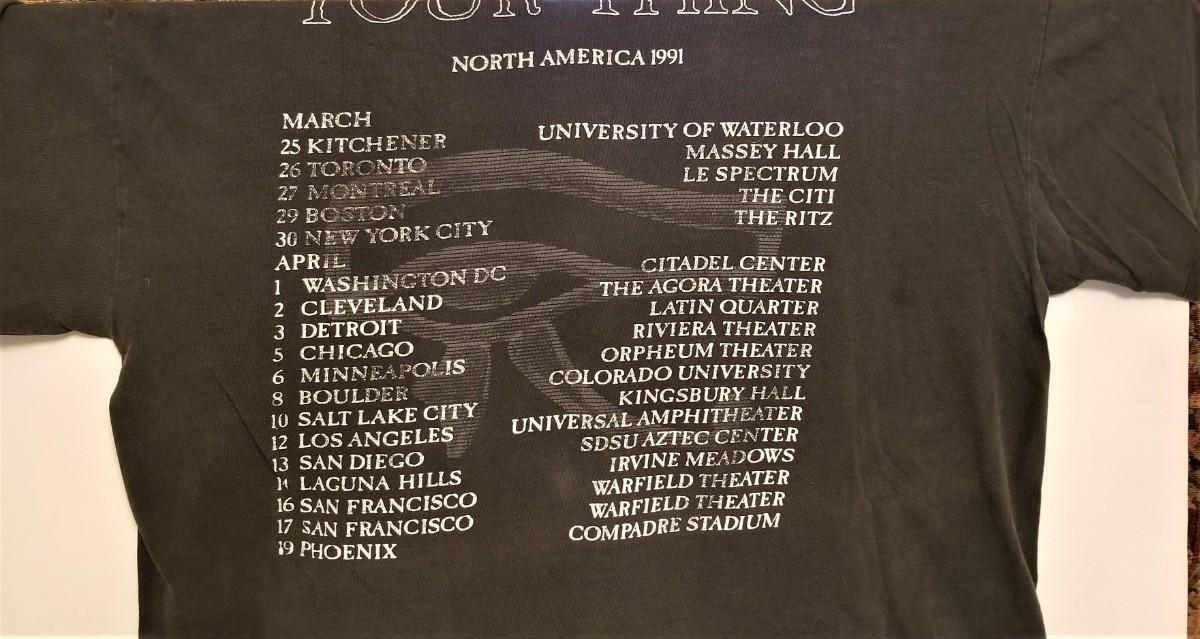 TOUR THING
NORTH AMERICA 1991
MARCH
25 KITCHENER UNIVERSITY OF WATERLOO
26 TORONTO MASSEY HALL
27 MONTREAL LE SPECTRUM
29 BOSTON THE CITI
30 NEW YORK CITY THE RITZ
APRIL
1 WASHINGTON DC CITADEL CENTER
2 CLEVELAND THE AGORA THEATER
3 DETROIT LATIN QUARTER
5 CHICAGO RIVIERA THEATER
6 MINNEAPOLIS ORPHEUM THEATER
8 BOULDER COLORADO UNIVERSITY
10 SALT LAKE CITY KINGSBURY HALL
12 LOS ANGELES UNIVERSAL AMPHITHEATER
13 SAN DIEGO SDSU AZTEC CENTER
14 LAGUNA HILLS IRVINE MEADOWS
16 SAN FRANCISCO WARFIELD THEATER
17 SAN FRANCISCO WARFIELD THEATER
19 PHOENIX COMPADRE STADIUM